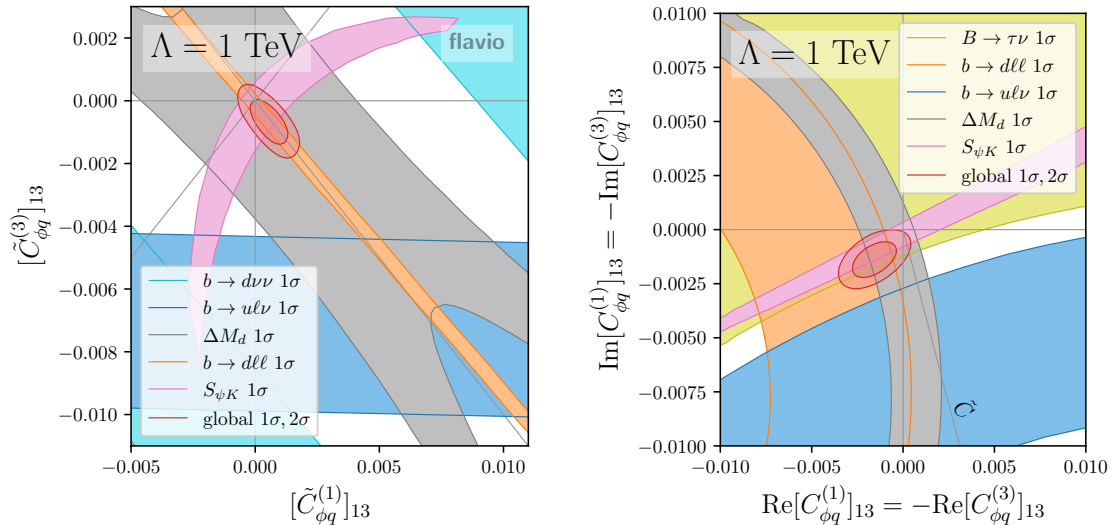 0.002
0.000
−0.002
−0.004
−0.006
−0.008
−0.010
[C̃_{ϕq}^{(3)}]_{13}
Λ = 1 TeV
flavio
b → dνν 1σ
b → uℓν 1σ
ΔM_d 1σ
b → dℓℓ 1σ
S_{ψK} 1σ
global 1σ, 2σ
−0.005
0.000
0.005
0.010
[C̃_{ϕq}^{(1)}]_{13}
0.0100
0.0075
0.0050
0.0025
0.0000
−0.0025
−0.0050
−0.0075
−0.0100
Im[C_{ϕq}^{(1)}]_{13} = −Im[C_{ϕq}^{(3)}]_{13}
Λ = 1 TeV
B → τν 1σ
b → dℓℓ 1σ
b → uℓν 1σ
ΔM_d 1σ
S_{ψK} 1σ
global 1σ, 2σ
C̃
−0.010
−0.005
0.000
0.005
0.010
Re[C_{ϕq}^{(1)}]_{13} = −Re[C_{ϕq}^{(3)}]_{13}